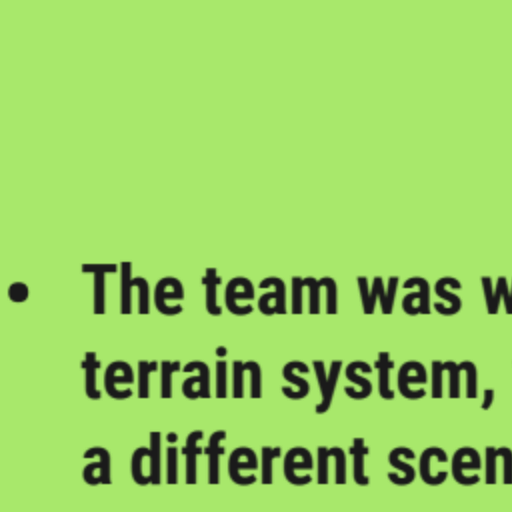 • The team was w
terrain system,
a different scen